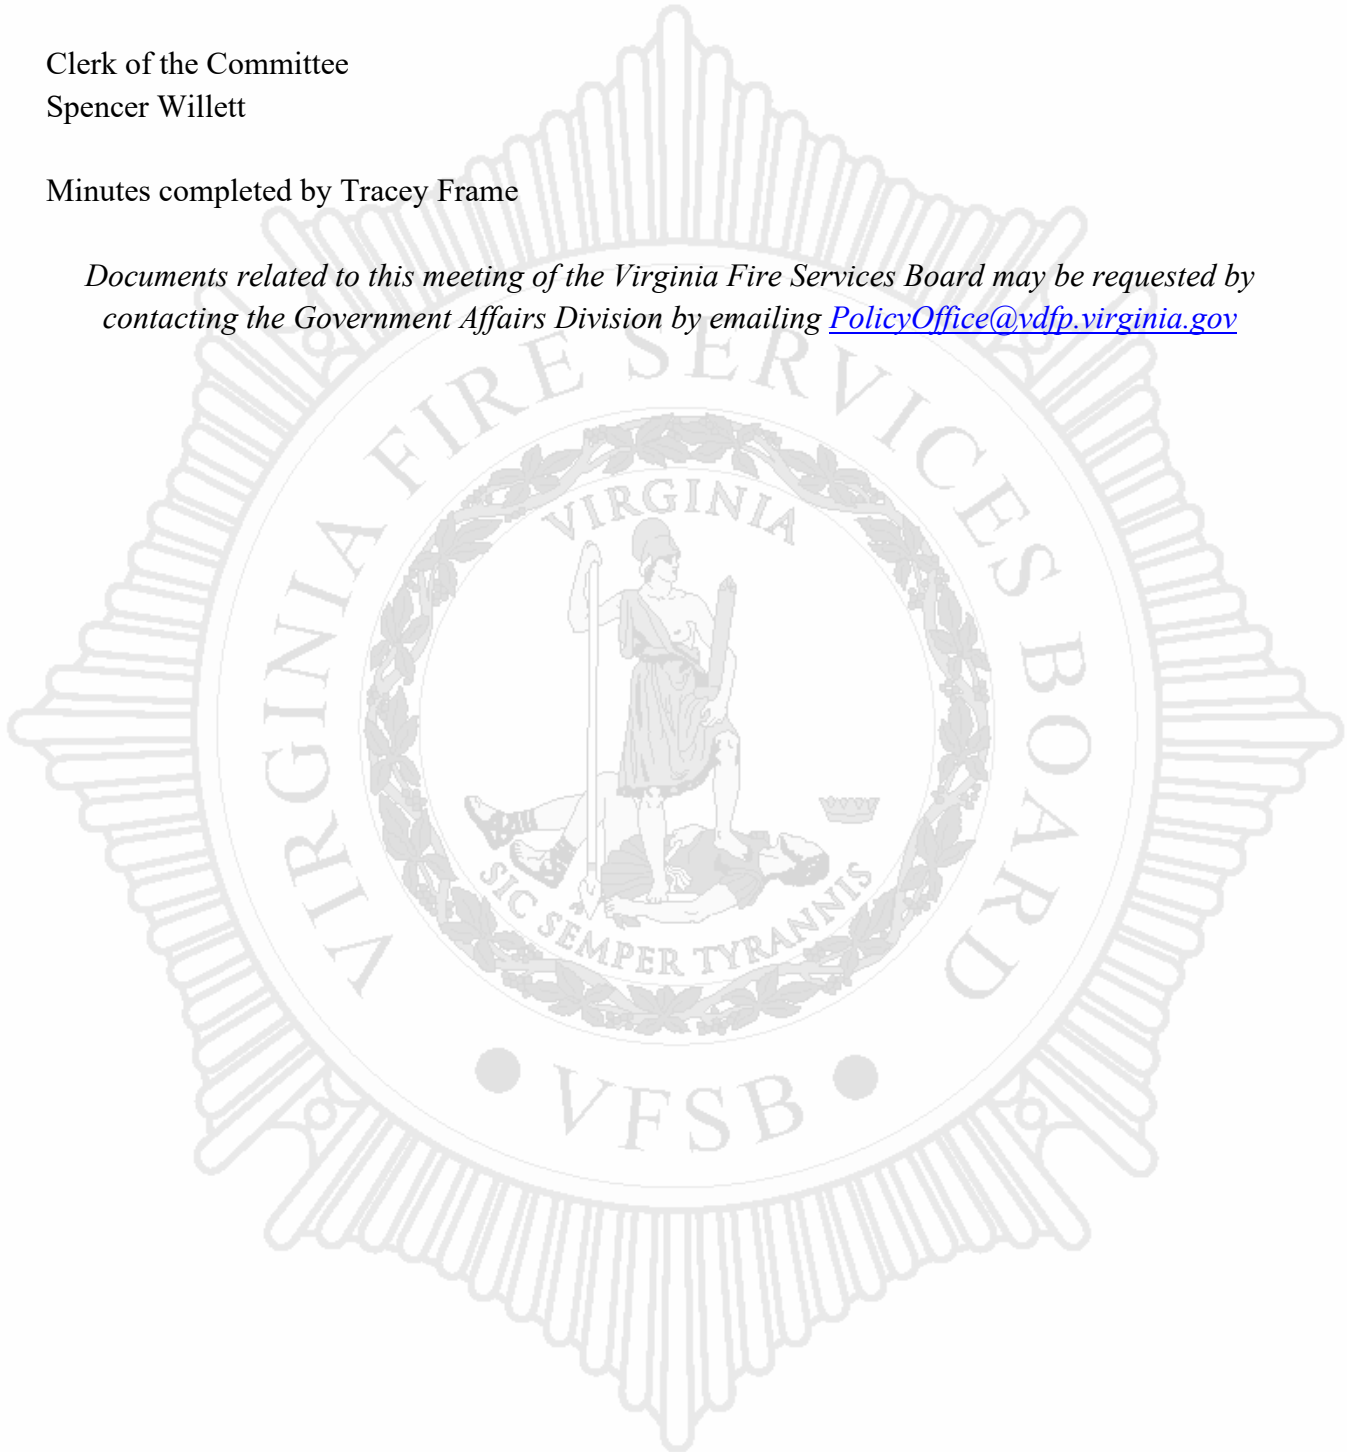 Clerk of the Committee
Spencer Willett
Minutes completed by Tracey Frame
Documents related to this meeting of the Virginia Fire Services Board may be requested by
contacting the Government Affairs Division by emailing PolicyOffice@vdfp.virginia.gov
VIRGINIA FIRE SERVICES BOARD
VIRGINIA
SIC SEMPER TYRANNIS
• VFSB •